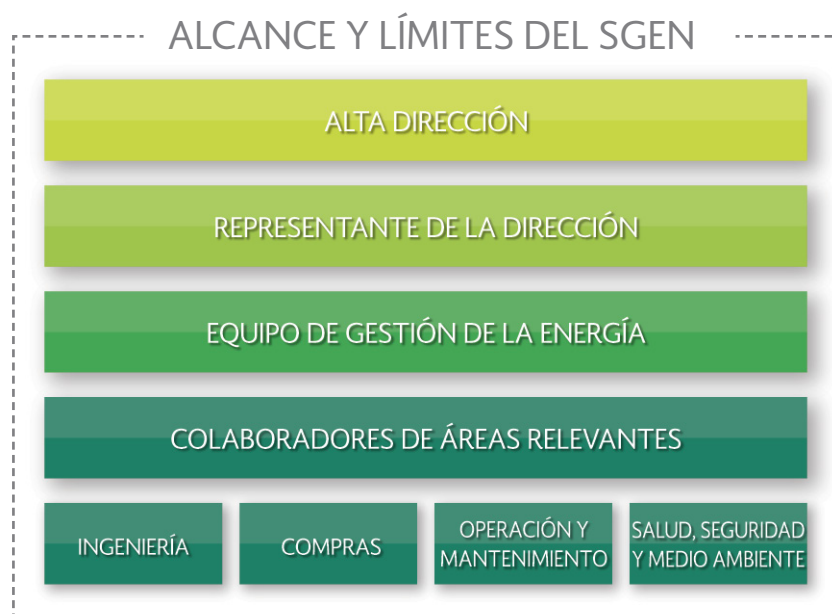 ALCANCE Y LÍMITES DEL SGEN
ALTA DIRECCIÓN
REPRESENTANTE DE LA DIRECCIÓN
EQUIPO DE GESTIÓN DE LA ENERGÍA
COLABORADORES DE ÁREAS RELEVANTES
INGENIERÍA
COMPRAS
OPERACIÓN Y
MANTENIMIENTO
SALUD, SEGURIDAD
Y MEDIO AMBIENTE